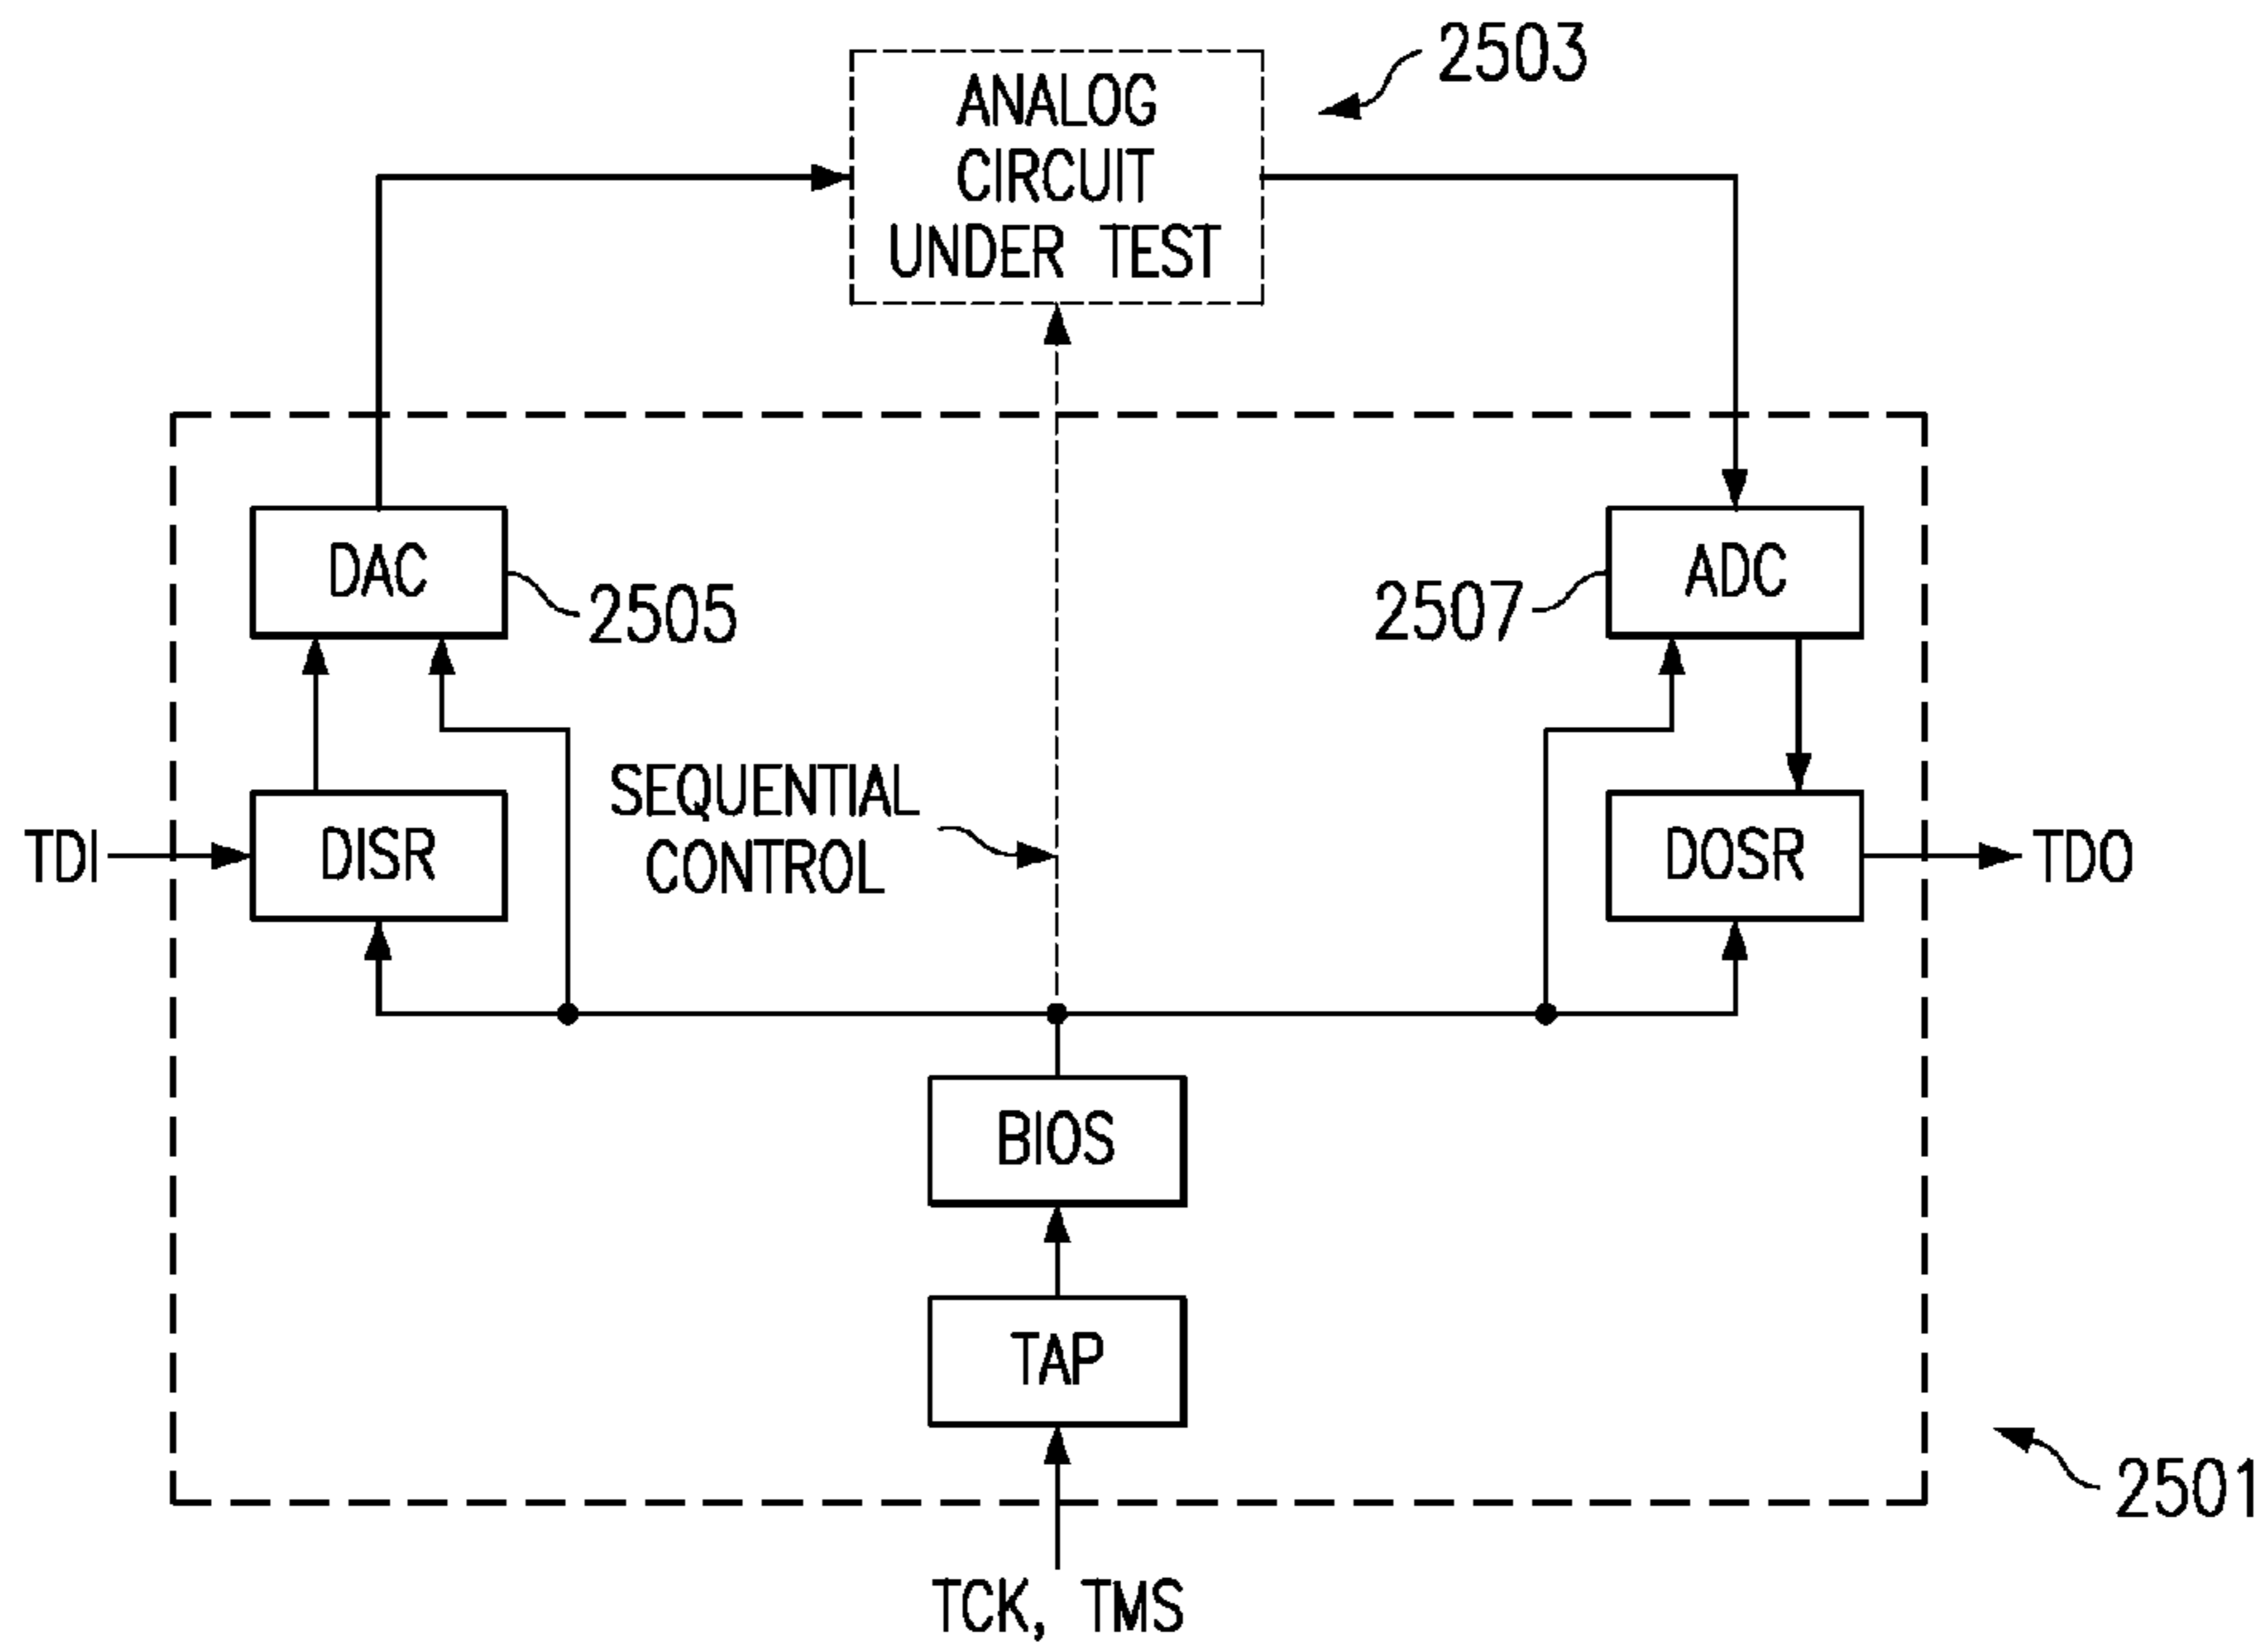 2503
ANALOG
CIRCUIT
UNDER TEST
DAC
2505
2507
ADC
SEQUENTIAL
CONTROL
TDI
DISR
DOSR
TDO
BIOS
TAP
2501
TCK, TMS